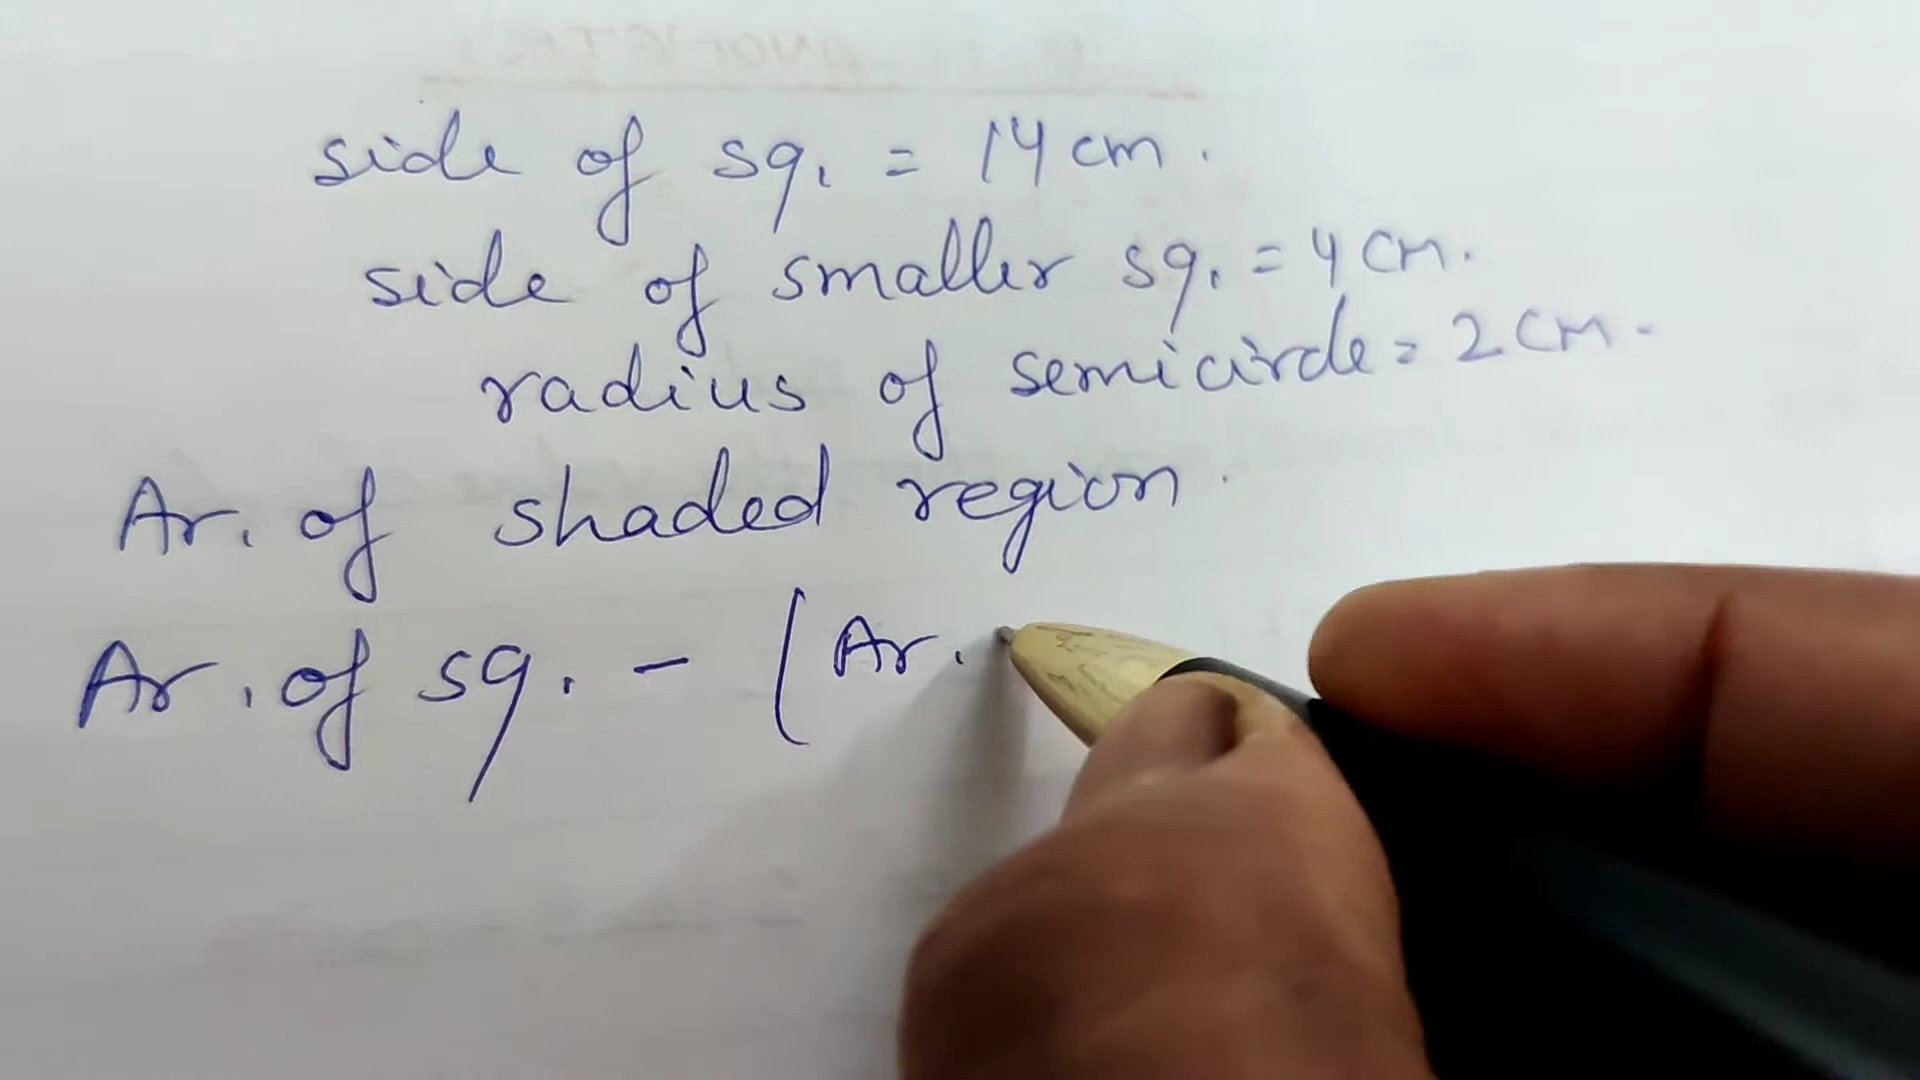 side of sq. = 14 cm.
side of smaller sq. = 4 cm.
radius of semicircle = 2 cm.
Ar. of shaded region.
Ar. of sq. - ( Ar.